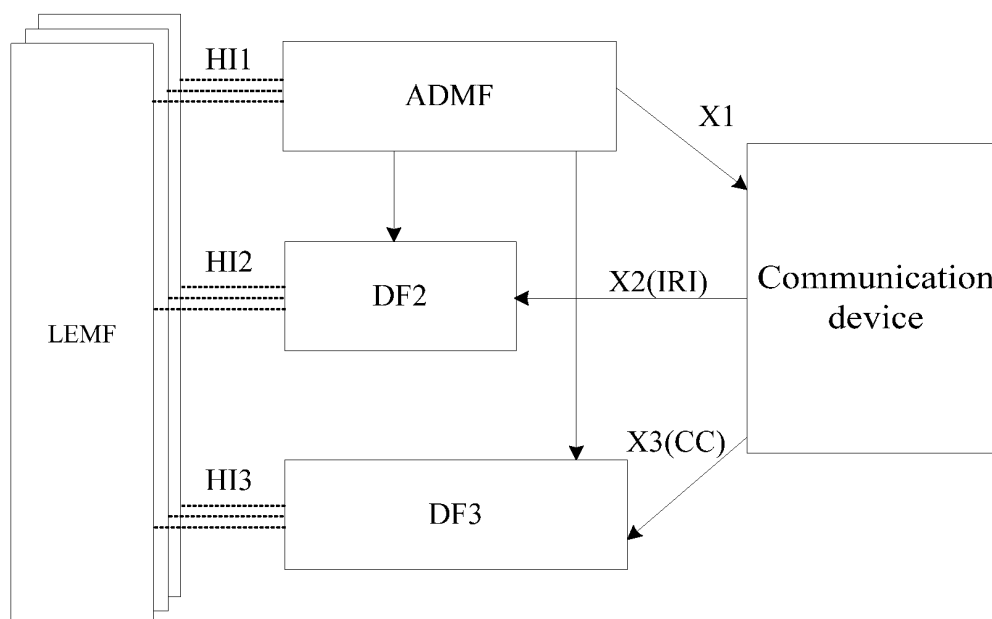 HI1
ADMF
X1
HI2
DF2
X2(IRI)
Communication
device
LEMF
X3(CC)
HI3
DF3